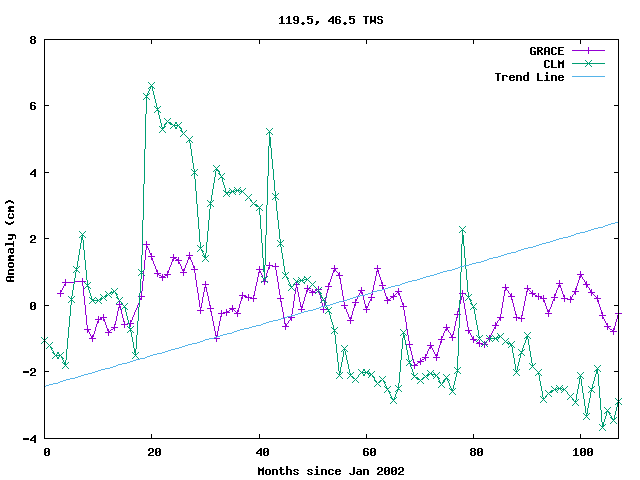 119.5, 46.5 TWS
GRACE
CLM
Trend Line
8
6
4
2
0
-2
-4
Anomaly (cm)
0 20 40 60 80 100
Months since Jan 2002